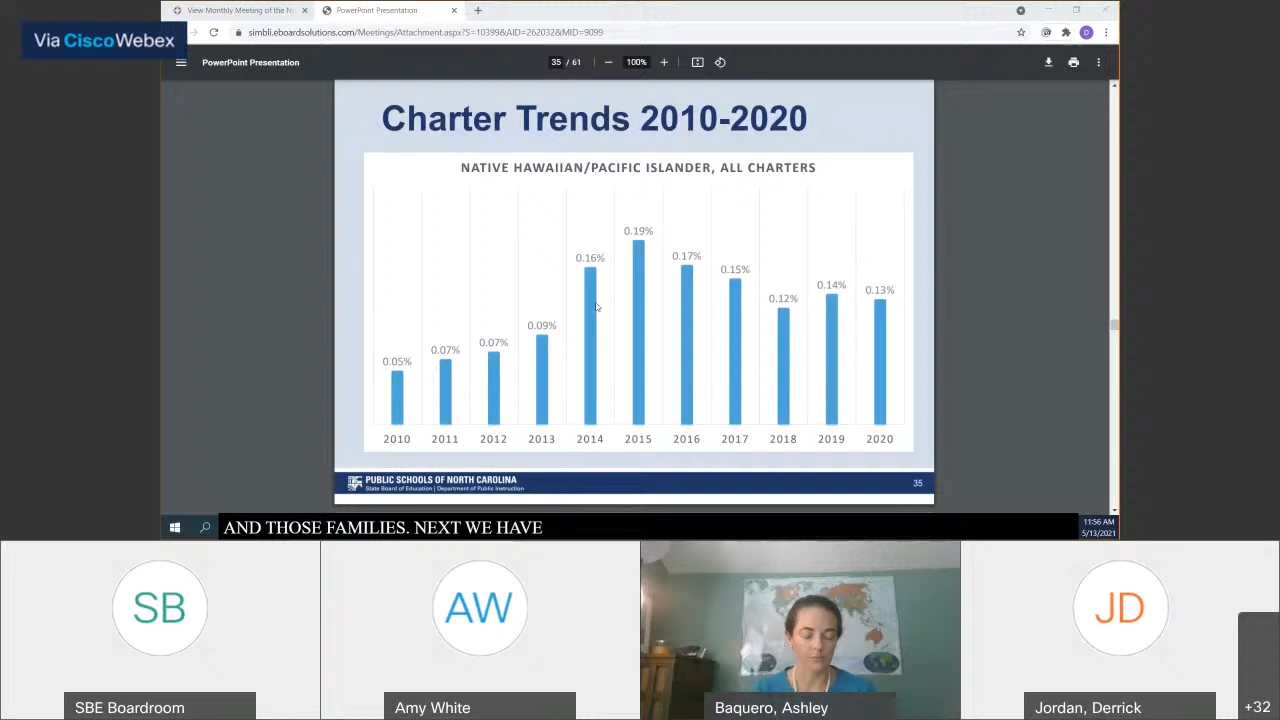 View Monthly Meeting of the N
PowerPoint Presentation
Via CiscoWebex
simbli.eboardsolutions.com/Meetings/Attachment.aspx?S=10399&AID=262032&MID=9099
D
PowerPoint Presentation
35 / 61
100%
Charter Trends 2010-2020
NATIVE HAWAIIAN/PACIFIC ISLANDER, ALL CHARTERS
0.05%
0.07%
0.07%
0.09%
0.16%
0.19%
0.17%
0.15%
0.12%
0.14%
0.13%
2010 2011 2012 2013 2014 2015 2016 2017 2018 2019 2020
PUBLIC SCHOOLS OF NORTH CAROLINA
State Board of Education | Department of Public Instruction
35
AND THOSE FAMILIES. NEXT WE HAVE
11:56 AM
5/13/2021
SB
AW
JD
SBE Boardroom
Amy White
Baquero, Ashley
Jordan, Derrick
+32